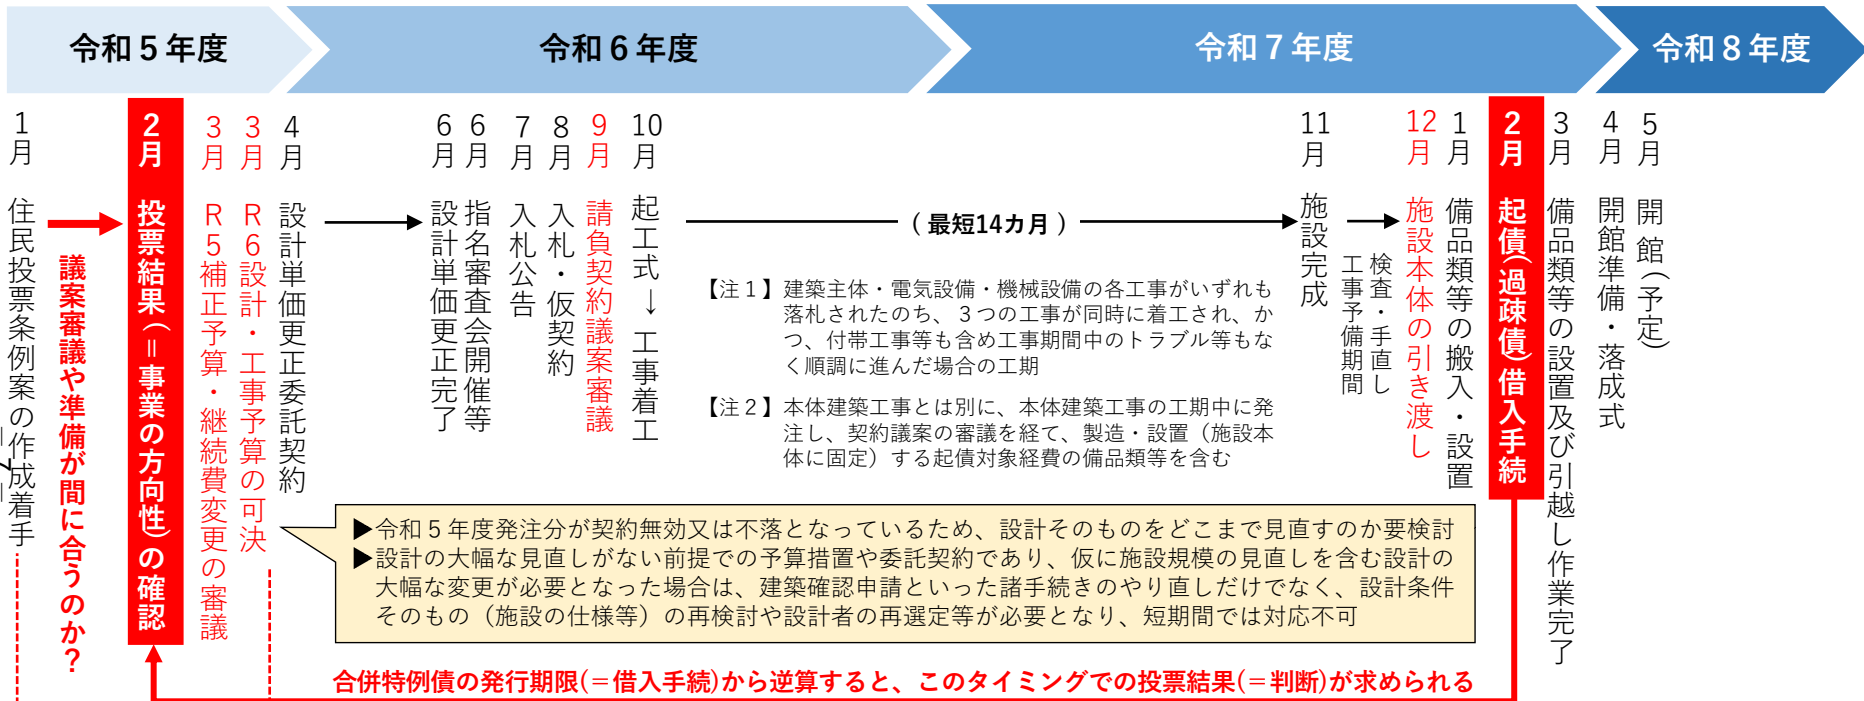 令和５年度
令和６年度
令和７年度
令和８年度
1月 住民投票条例案の作成着手
議案審議や準備が間に合うのか？
2月 投票結果（＝事業の方向性）の確認
3月 Ｒ５補正予算・継続費変更の審議
3月 Ｒ６設計・工事予算の可決
4月 設計単価更正委託契約
6月 設計単価更正完了
6月 指名審査会開催等
7月 入札公告
8月 入札・仮契約
9月 請負契約議案審議
10月 起工式→工事着工
（最短14カ月）
11月 施設完成
工事予備期間
検査・手直し
12月 施設本体の引き渡し
1月 備品類等の搬入・設置
2月 起債（過疎債）借入手続
3月 備品類等の設置及び引越し作業完了
4月 開館準備・落成式
5月 開館（予定）
【注１】建築主体・電気設備・機械設備の各工事がいずれも
落札されたのち、３つの工事が同時に着工され、か
つ、付帯工事等も含め工事期間中のトラブル等もな
く順調に進んだ場合の工期
【注２】本体建築工事とは別に、本体建築工事の工期中に発
注し、契約議案の審議を経て、製造・設置（施設本
体に固定）する起債対象経費の備品類等を含む
▶令和５年度発注分が契約無効又は不落となっているため、設計そのものをどこまで見直すのか要検討
▶設計の大幅な見直しがない前提での予算措置や委託契約であり、仮に施設規模の見直しを含む設計の
大幅な変更が必要となった場合は、建築確認申請といった諸手続きのやり直しだけでなく、設計条件
そのもの（施設の仕様等）の再検討や設計者の再選定等が必要となり、短期間では対応不可
合併特例債の発行期限(＝借入手続)から逆算すると、このタイミングでの投票結果(＝判断)が求められる